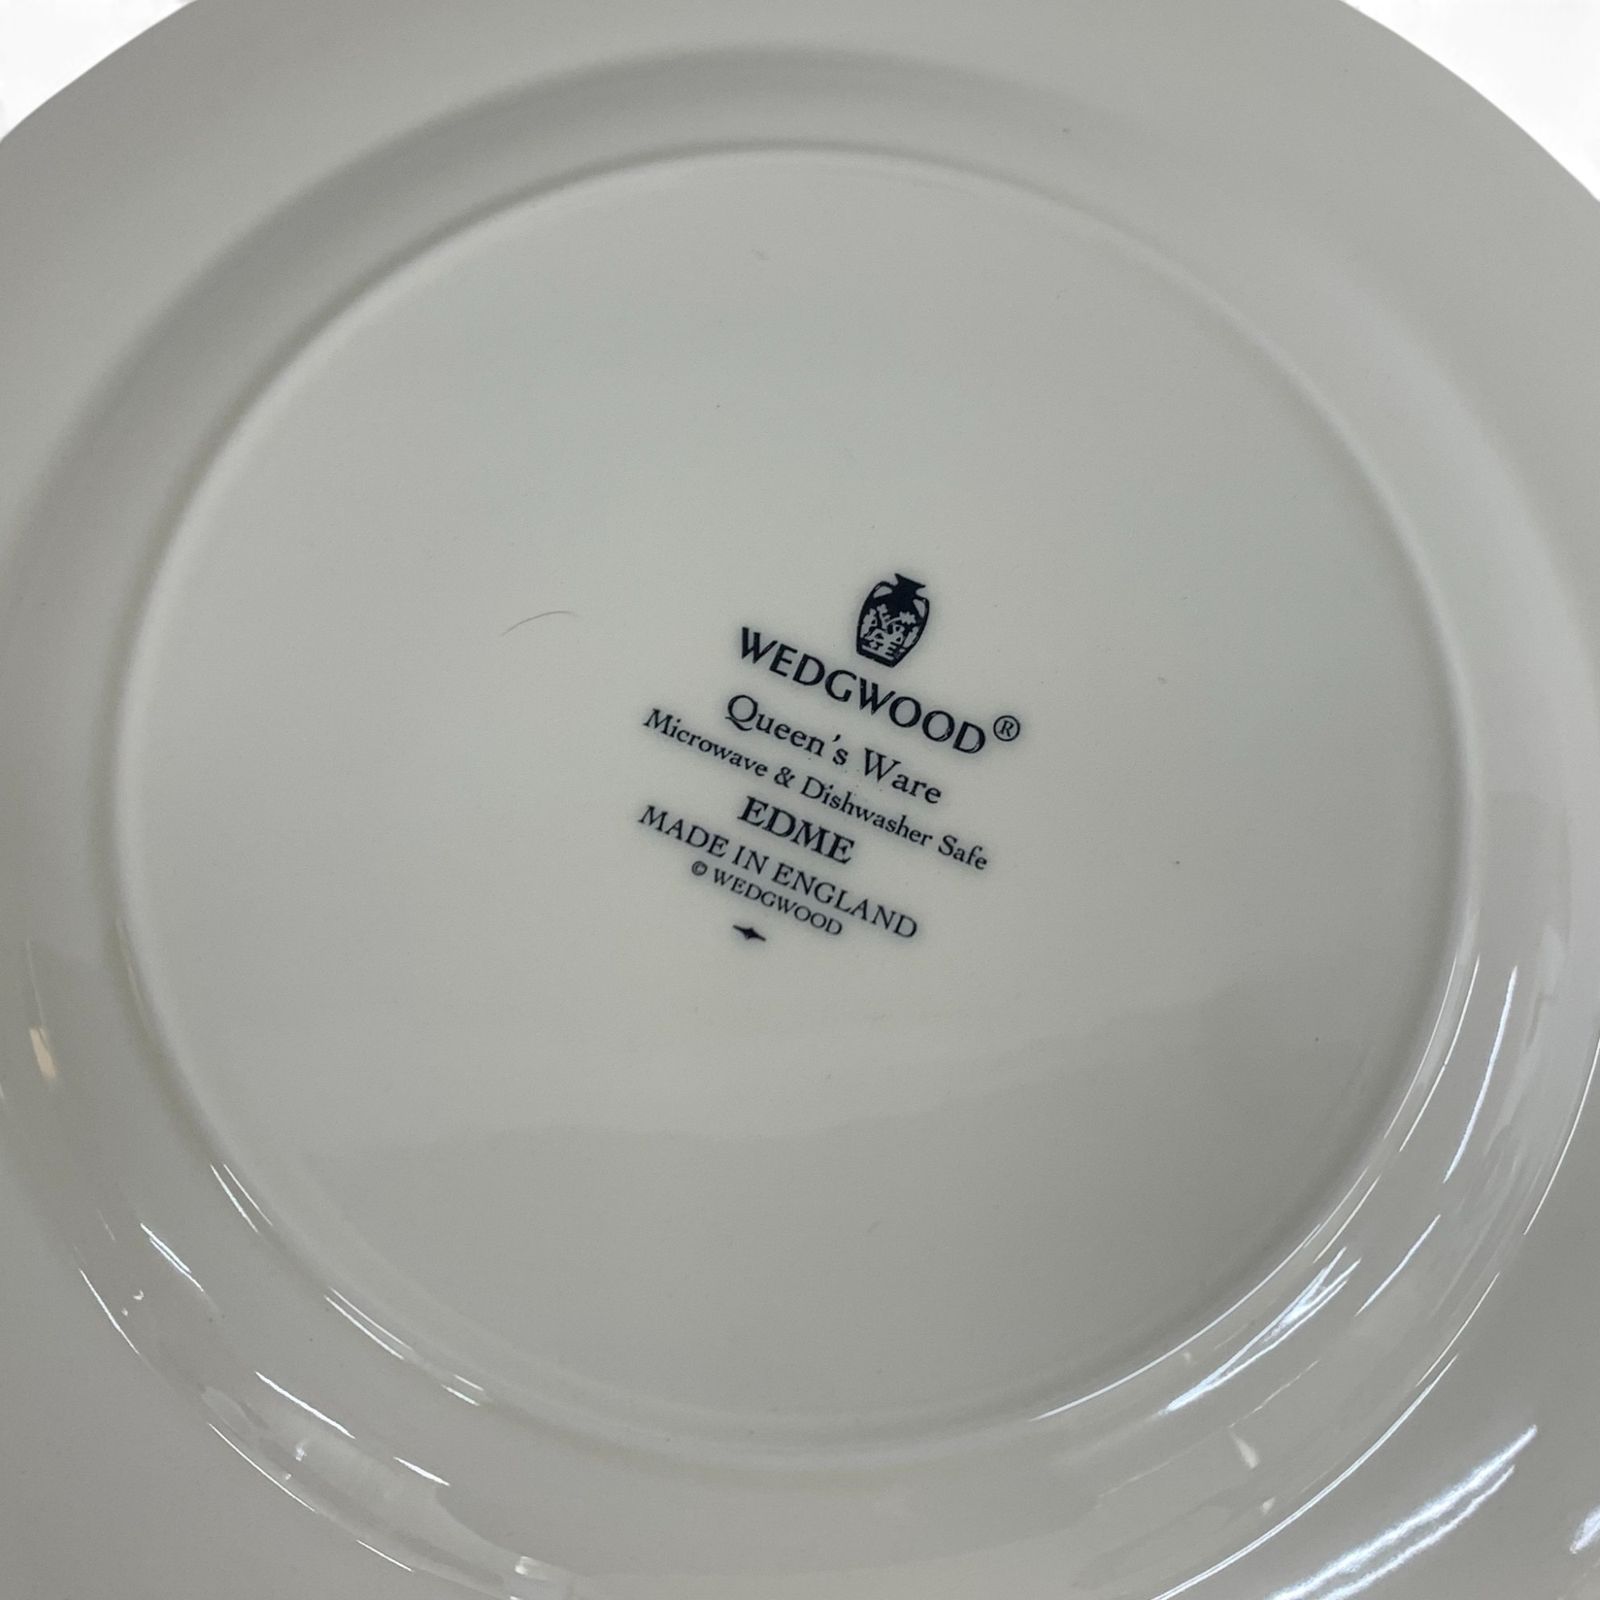 WEDGWOOD®
Queen's Ware
Microwave & Dishwasher Safe
EDME
MADE IN ENGLAND
© WEDGWOOD